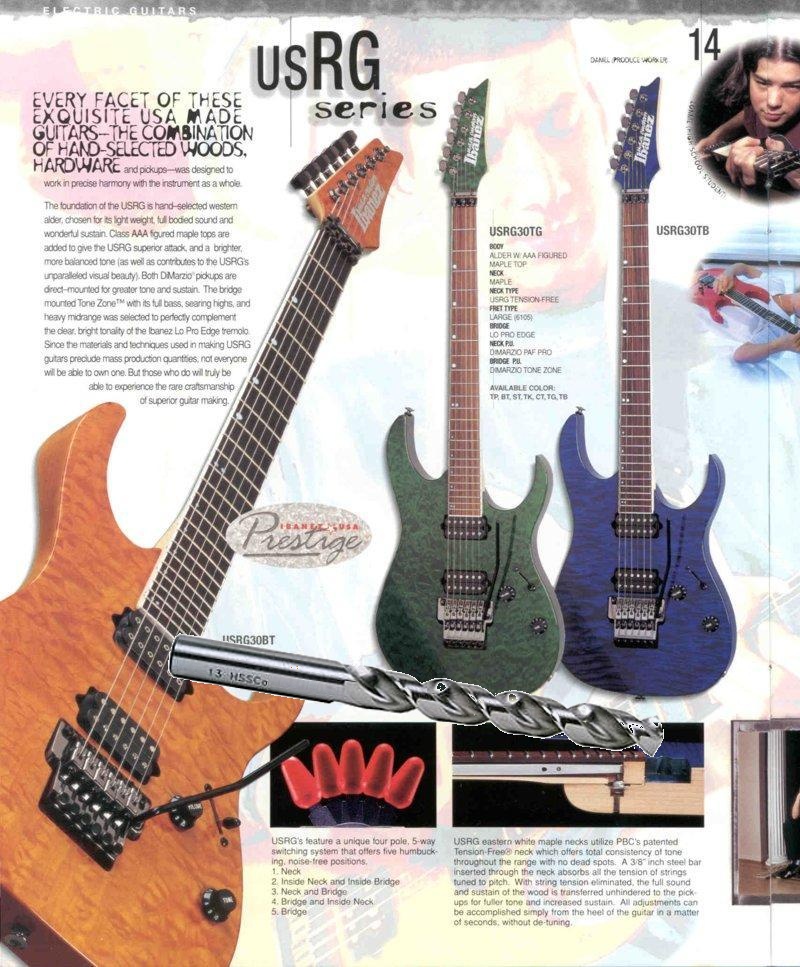 ELECTRIC GUITARS
USRG
series
14
DANIEL (PRODUCE WORKER)
EVERY FACET OF THESE
EXQUISITE USA MADE
GUITARS—THE COMBINATION
OF HAND-SELECTED WOODS,
HARDWARE and pickups—was designed to
work in precise harmony with the instrument as a whole.
The foundation of the USRG is hand-selected western
alder, chosen for its light weight, full bodied sound and
wonderful sustain. Class AAA figured maple tops are
added to give the USRG superior attack, and a brighter,
more balanced tone (as well as contributes to the USRG's
unparalleled visual beauty). Both DiMarzio® pickups are
direct-mounted for greater tone and sustain. The bridge
mounted Tone Zone™ with its full bass, searing highs, and
heavy midrange was selected to perfectly complement
the clear, bright tonality of the Ibanez Lo Pro Edge tremolo.
Since the materials and techniques used in making USRG
guitars preclude mass production quantities, not everyone
will be able to own one. But those who do will truly be
able to experience the rare craftsmanship
of superior guitar making.
Ibanez
Ibanez
Ibanez
USRG30TG
BODY
ALDER W/ AAA FIGURED
MAPLE TOP
NECK
MAPLE
NECK TYPE
USRG TENSION-FREE
FRET TYPE
LARGE (6105)
BRIDGE
LO PRO EDGE
NECK P.U.
DIMARZIO PAF PRO
BRIDGE P.U.
DIMARZIO TONE ZONE
AVAILABLE COLOR:
TP, BT, ST, TK, CT, TG, TB
USRG30TB
IBANEZ USA
Prestige
USRG30BT
13 HSSCo
VOLUME
TONE
USRG's feature a unique four pole, 5-way
switching system that offers five humbuck-
ing, noise-free positions.
1. Neck
2. Inside Neck and Inside Bridge
3. Neck and Bridge
4. Bridge and Inside Neck
5. Bridge
USRG eastern white maple necks utilize PBC's patented
Tension-Free® neck which offers total consistency of tone
throughout the range with no dead spots. A 3/8" inch steel bar
inserted through the neck absorbs all the tension of strings
tuned to pitch. With string tension eliminated, the full sound
and sustain of the wood is transferred unhindered to the pick-
ups for fuller tone and increased sustain. All adjustments can
be accomplished simply from the heel of the guitar in a matter
of seconds, without de-tuning.